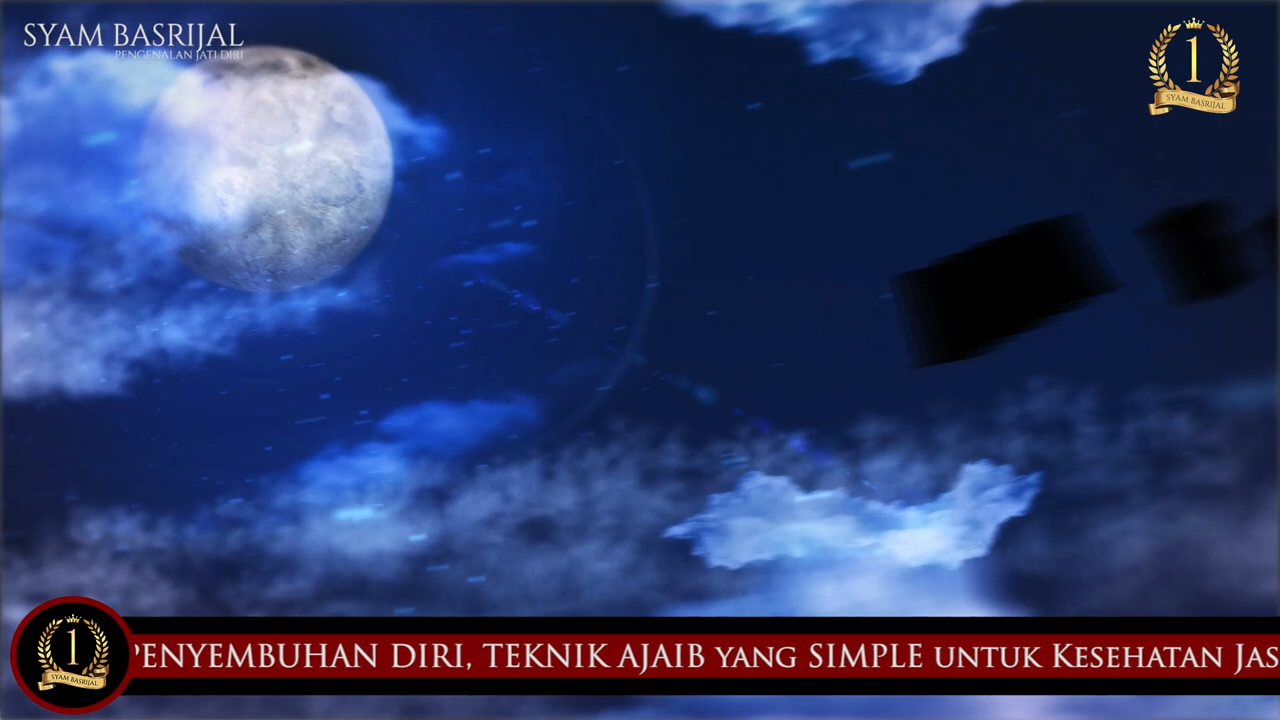 SYAM BASRIJAL
PENGENALAN JATI DIRI
1
SYAM BASRIJAL
1
SYAM BASRIJAL
PENYEMBUHAN DIRI, TEKNIK AJAIB YANG SIMPLE UNTUK KESEHATAN JAS